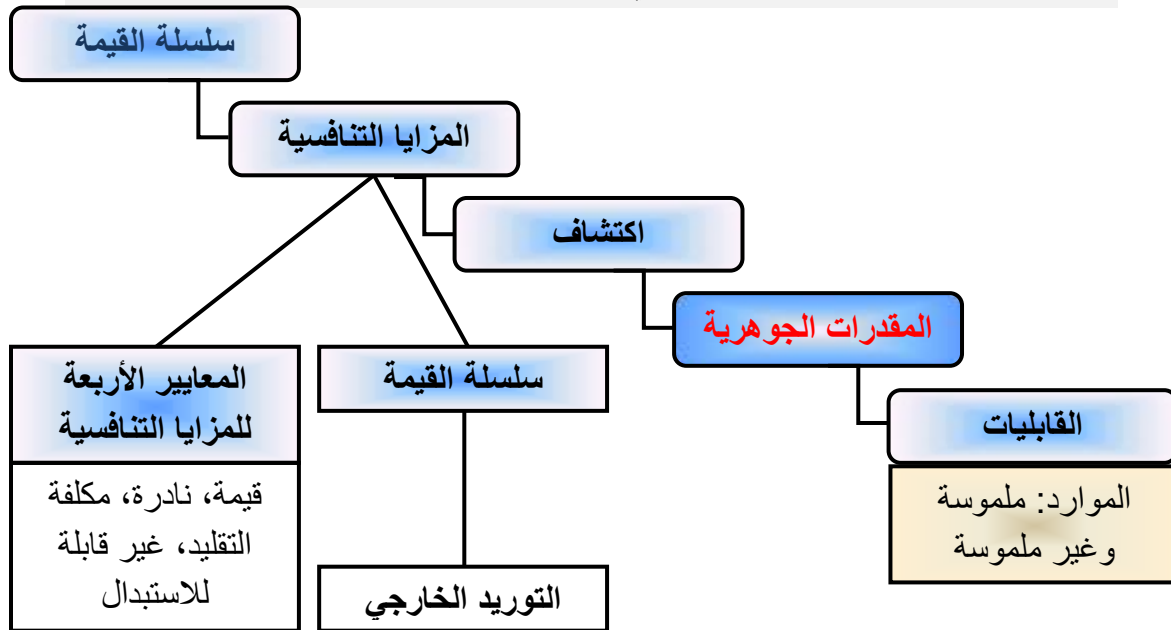 سلسلة القيمة
المزايا التنافسية
اكتشاف
المقدرات الجوهرية
القابليات
الموارد: ملموسة
وغير ملموسة
سلسلة القيمة
التوريد الخارجي
المعايير الأربعة
للمزايا التنافسية
قيمة، نادرة، مكلفة
التقليد، غير قابلة
للاستبدال